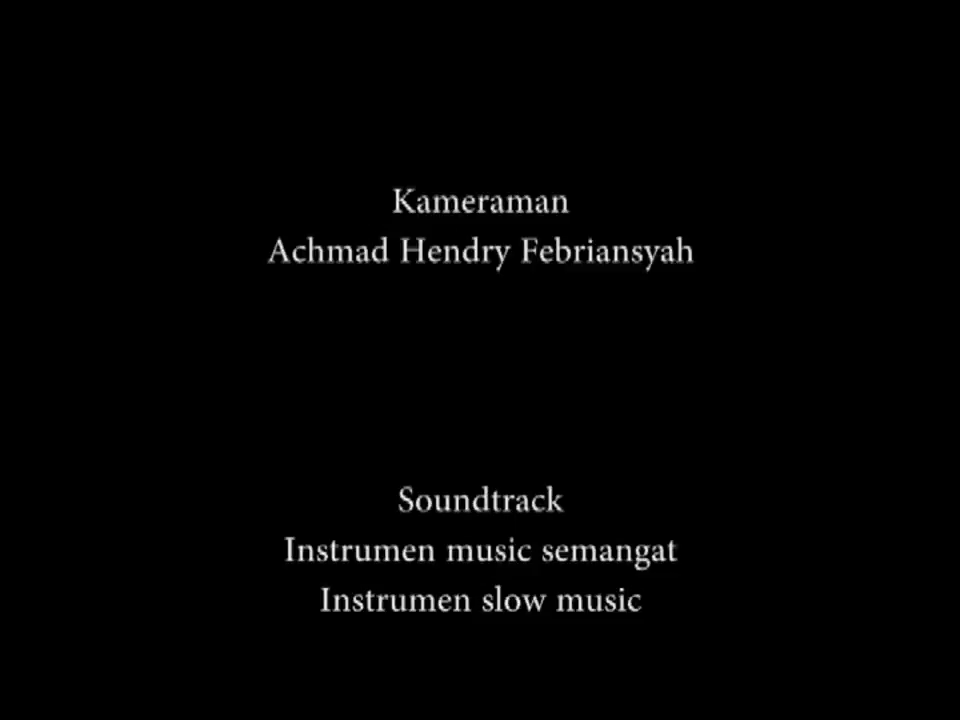 Kameraman
Achmad Hendry Febriansyah
Soundtrack
Instrumen music semangat
Instrumen slow music